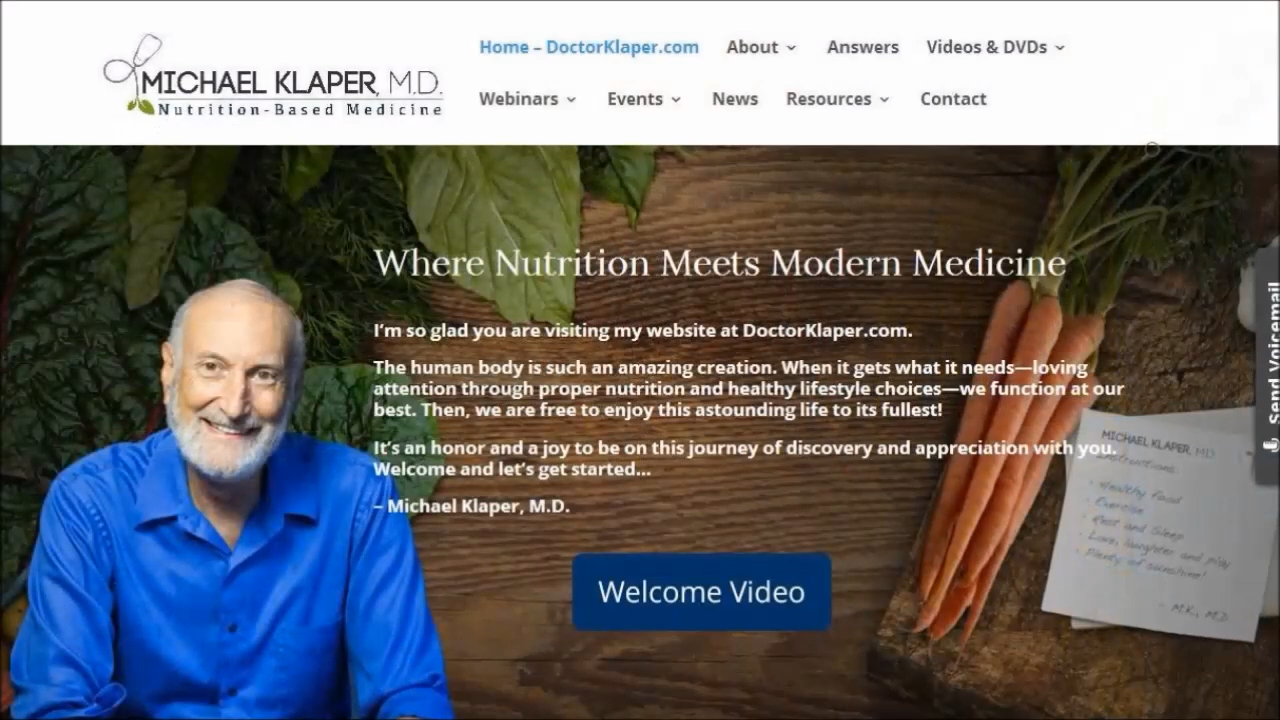 MICHAEL KLAPER, M.D.
Nutrition-Based Medicine
Home – DoctorKlaper.com
About
Answers
Videos & DVDs
Webinars
Events
News
Resources
Contact
Where Nutrition Meets Modern Medicine
I'm so glad you are visiting my website at DoctorKlaper.com.
The human body is such an amazing creation. When it gets what it needs—loving
attention through proper nutrition and healthy lifestyle choices—we function at our
best. Then, we are free to enjoy this astounding life to its fullest!
It's an honor and a joy to be on this journey of discovery and appreciation with you.
Welcome and let's get started...
– Michael Klaper, M.D.
Welcome Video
Send Voicemail
MICHAEL KLAPER, M.D.
Instructions:
Healthy Food
Exercise
Rest and Sleep
Love, laughter and play
Plenty of sunshine!
- M.K., M.D.